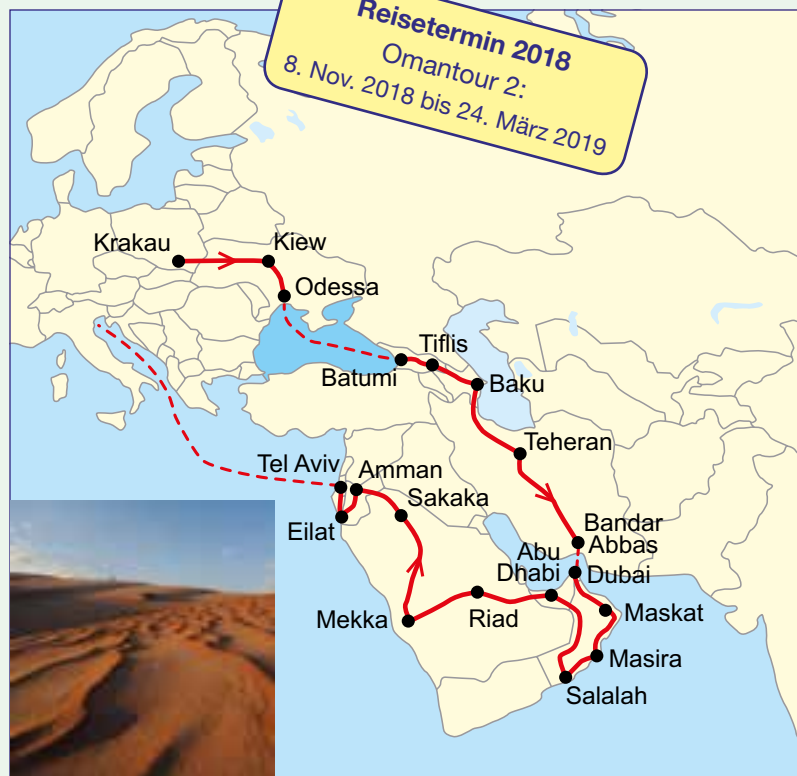 Reisetermin 2018
Omantour 2:
8. Nov. 2018 bis 24. März 2019
Krakau
Kiew
Odessa
Tiflis
Batumi
Baku
Teheran
Tel Aviv
Amman
Sakaka
Eilat
Bandar
Abbas
Abu
Dhabi
Dubai
Mekka
Riad
Maskat
Masira
Salalah